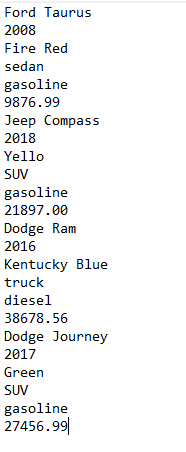 Ford Taurus
2008
Fire Red
sedan
gasoline
9876.99
Jeep Compass
2018
Yello
SUV
gasoline
21897.00
Dodge Ram
2016
Kentucky Blue
truck
diesel
38678.56
Dodge Journey
2017
Green
SUV
gasoline
27456.99